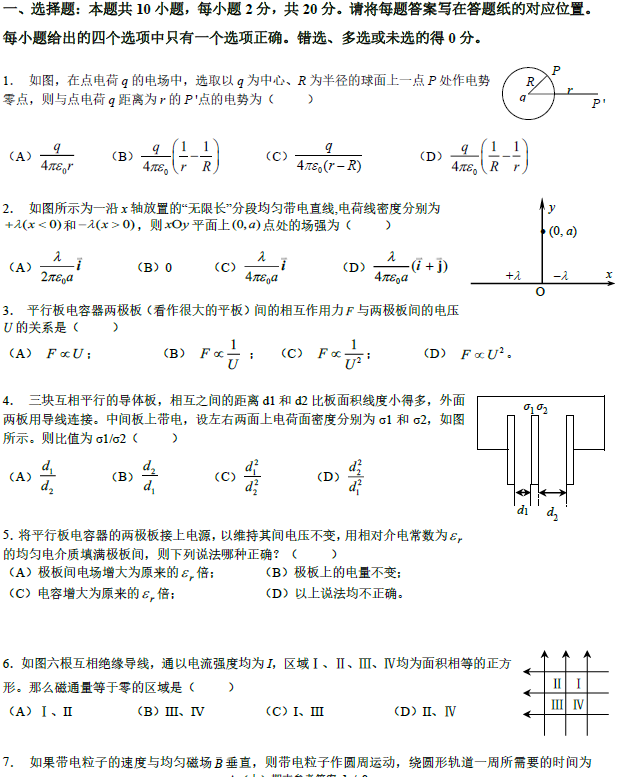 一、选择题：本题共 10 小题，每小题 2 分，共 20 分。请将每题答案写在答题纸的对应位置。
每小题给出的四个选项中只有一个选项正确。错选、多选或未选的得 0 分。
1. 如图，在点电荷 q 的电场中，选取以 q 为中心、R 为半径的球面上一点 P 处作电势
零点，则与点电荷 q 距离为 r 的 P'点的电势为（ ）
R P q r P'
（A） q/(4πε₀r) （B） q/(4πε₀) (1/r − 1/R) （C） q/(4πε₀(r − R)) （D） q/(4πε₀) (1/R − 1/r)
2. 如图所示为一沿 x 轴放置的“无限长”分段均匀带电直线,电荷线密度分别为
+λ(x < 0)和−λ(x > 0)，则 xOy 平面上(0, a)点处的场强为（ ）
（A） λ/(2πε₀a) i⃗ （B）0 （C） λ/(4πε₀a) i⃗ （D） λ/(4πε₀a) (i⃗ + j⃗)
y (0, a) +λ −λ x O
3. 平行板电容器两极板（看作很大的平板）间的相互作用力 F 与两极板间的电压
U 的关系是（ ）
（A） F∝U； （B） F∝1/U ； （C） F∝1/U²； （D） F∝U²。
4. 三块互相平行的导体板，相互之间的距离 d1 和 d2 比板面积线度小得多，外面
两板用导线连接。中间板上带电，设左右两面上电荷面密度分别为 σ1 和 σ2，如图
所示。则比值为 σ1/σ2（ ）
（A） d₁/d₂ （B） d₂/d₁ （C） d₁²/d₂² （D） d₂²/d₁²
σ1 σ2
d1 d2
5. 将平行板电容器的两极板接上电源，以维持其间电压不变，用相对介电常数为 εr
的均匀电介质填满极板间，则下列说法哪种正确？（ ）
（A）极板间电场增大为原来的 εr 倍； （B）极板上的电量不变；
（C）电容增大为原来的 εr 倍； （D）以上说法均不正确。
6. 如图六根互相绝缘导线，通以电流强度均为 I，区域Ⅰ、Ⅱ、Ⅲ、Ⅳ均为面积相等的正方
形。那么磁通量等于零的区域是（ ）
（A）Ⅰ、Ⅱ （B）Ⅲ、Ⅳ （C）Ⅰ、Ⅲ （D）Ⅱ、Ⅳ
Ⅱ Ⅰ
Ⅲ Ⅳ
7. 如果带电粒子的速度与均匀磁场 B 垂直，则带电粒子作圆周运动，绕圆形轨道一周所需要的时间为